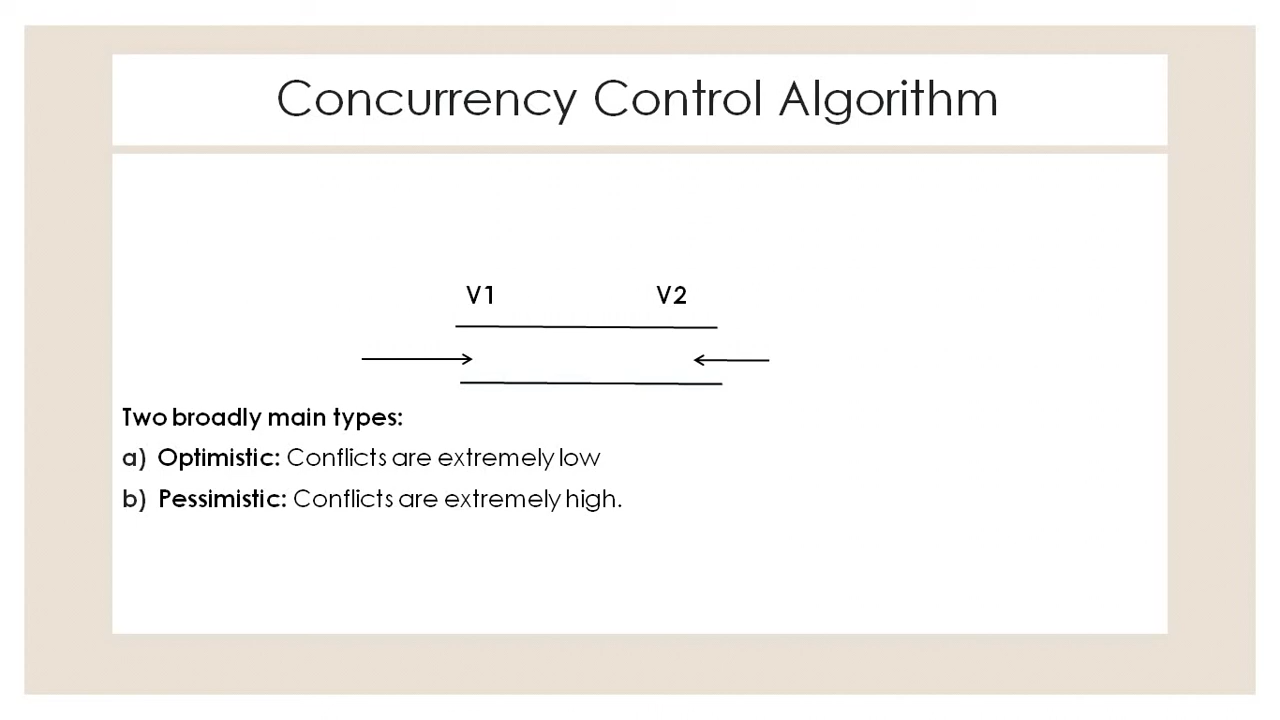 Concurrency Control Algorithm
V1 V2
Two broadly main types:
a) Optimistic: Conflicts are extremely low
b) Pessimistic: Conflicts are extremely high.